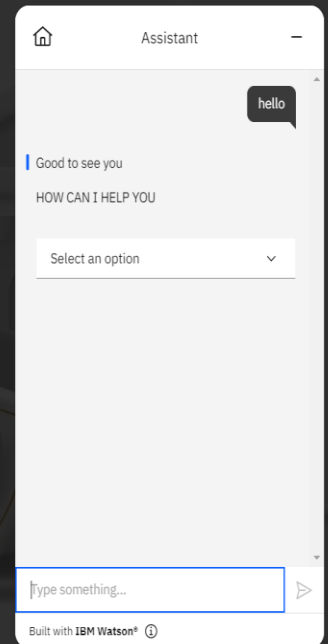 Assistant
hello
Good to see you
HOW CAN I HELP YOU
Select an option
Type something...
Built with IBM Watson®